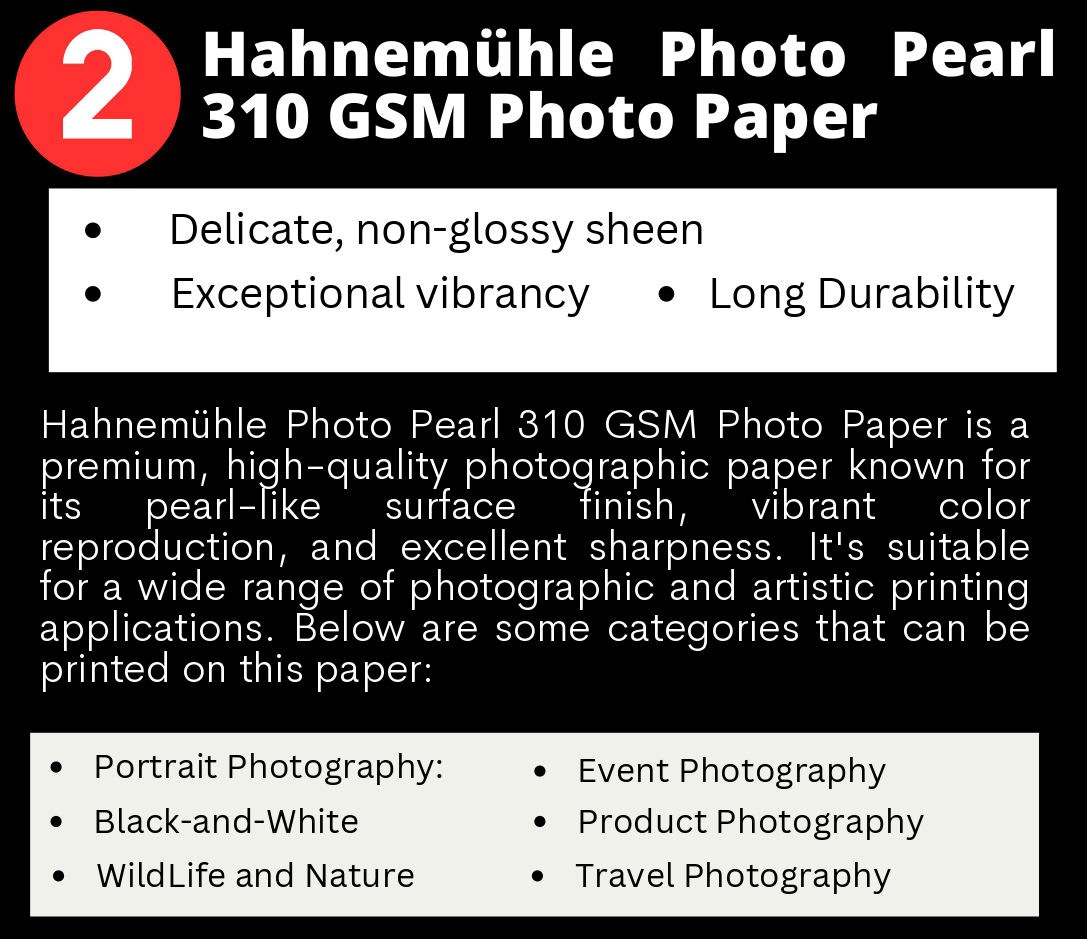 2
Hahnemühle Photo Pearl
310 GSM Photo Paper
• Delicate, non-glossy sheen
• Exceptional vibrancy • Long Durability
Hahnemühle Photo Pearl 310 GSM Photo Paper is a
premium, high-quality photographic paper known for
its pearl-like surface finish, vibrant color
reproduction, and excellent sharpness. It's suitable
for a wide range of photographic and artistic printing
applications. Below are some categories that can be
printed on this paper:
• Portrait Photography:
• Black-and-White
• WildLife and Nature
• Event Photography
• Product Photography
• Travel Photography